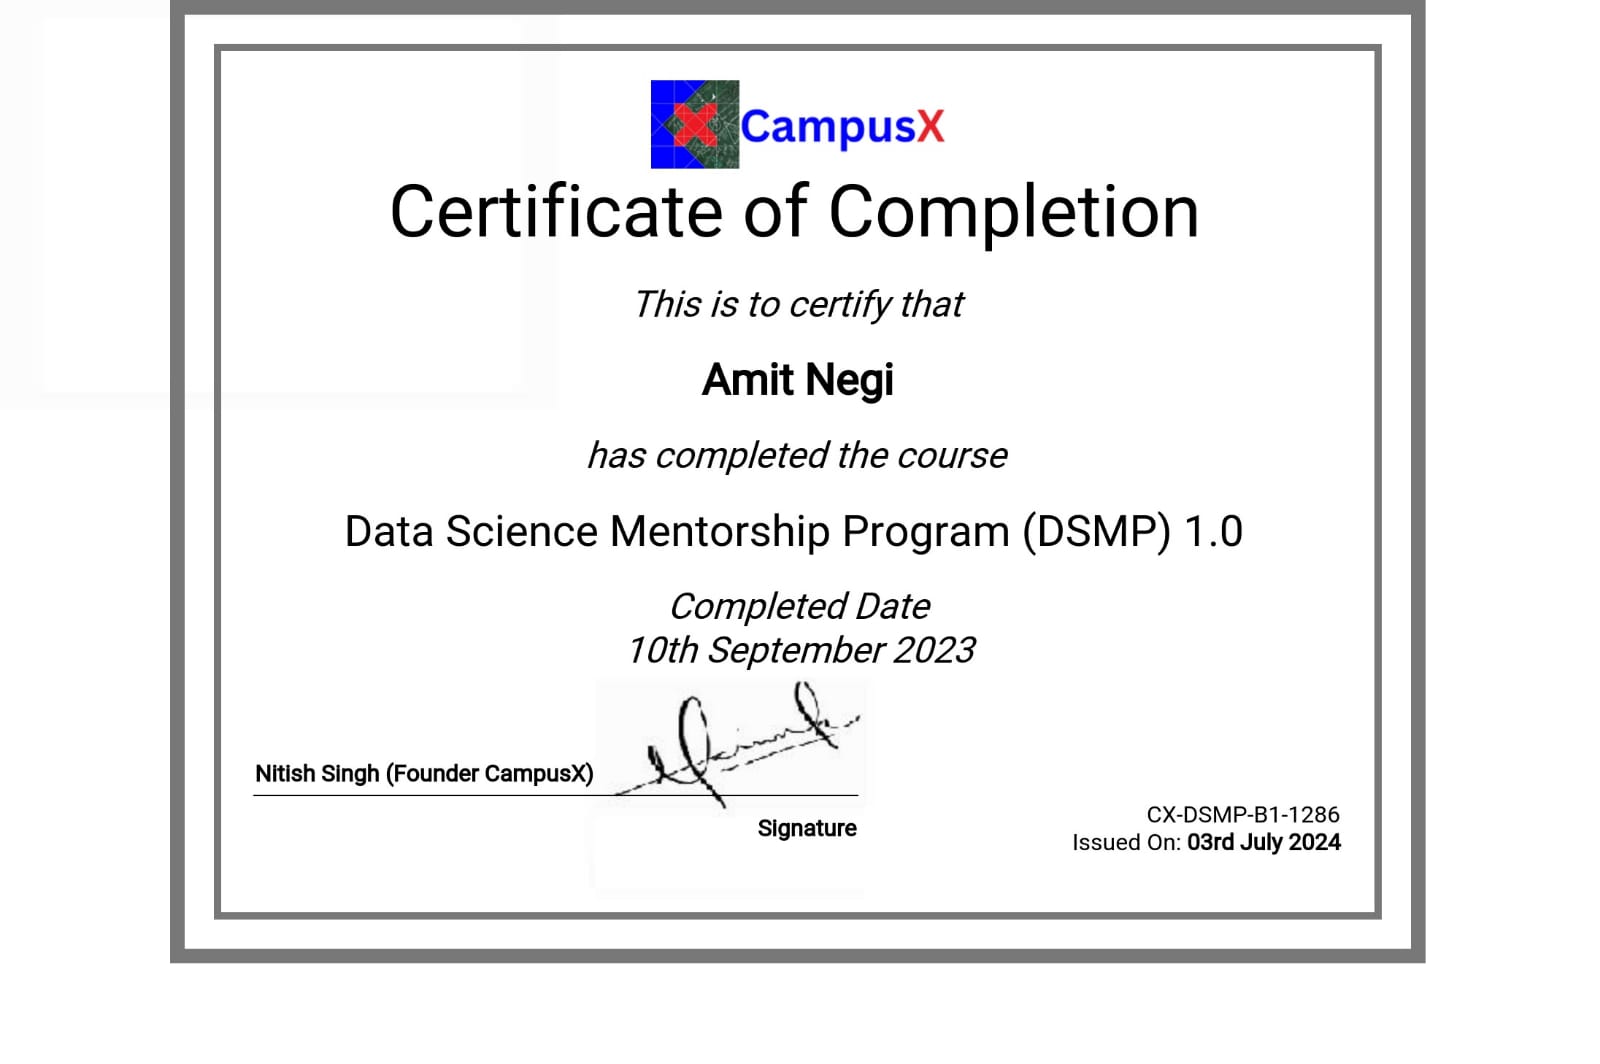 CampusX
Certificate of Completion
This is to certify that
Amit Negi
has completed the course
Data Science Mentorship Program (DSMP) 1.0
Completed Date
10th September 2023
Nitish Singh (Founder CampusX)
Signature
CX-DSMP-B1-1286
Issued On: 03rd July 2024